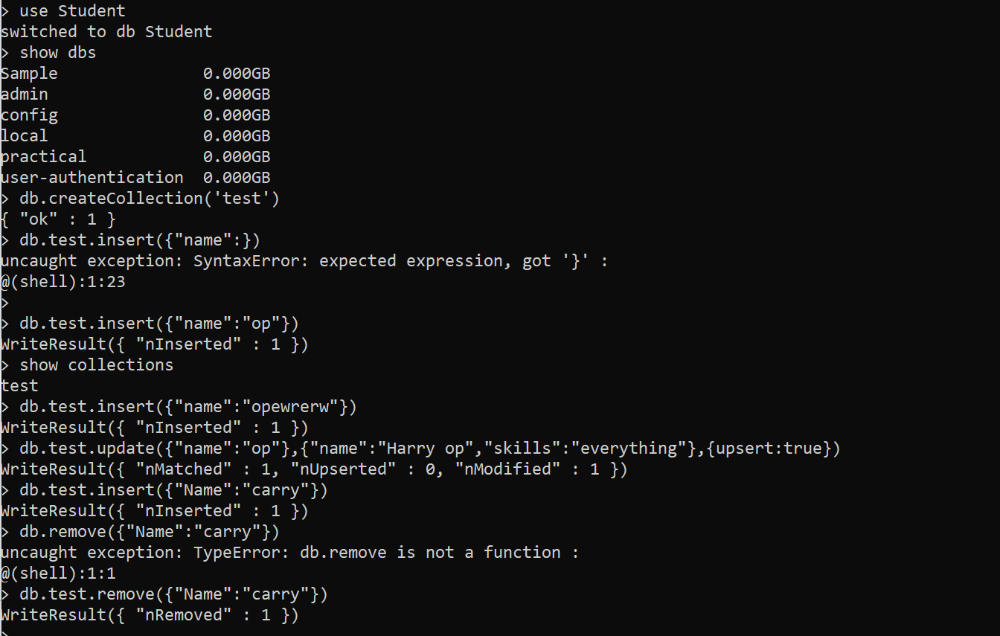 > use Student
switched to db Student
> show dbs
Sample               0.000GB
admin                0.000GB
config               0.000GB
local                0.000GB
practical            0.000GB
user-authentication  0.000GB
> db.createCollection('test')
{ "ok" : 1 }
> db.test.insert({"name":})
uncaught exception: SyntaxError: expected expression, got '}' :
@(shell):1:23
>
> db.test.insert({"name":"op"})
WriteResult({ "nInserted" : 1 })
> show collections
test
> db.test.insert({"name":"opewrerw"})
WriteResult({ "nInserted" : 1 })
> db.test.update({"name":"op"},{"name":"Harry op","skills":"everything"},{upsert:true})
WriteResult({ "nMatched" : 1, "nUpserted" : 0, "nModified" : 1 })
> db.test.insert({"Name":"carry"})
WriteResult({ "nInserted" : 1 })
> db.remove({"Name":"carry"})
uncaught exception: TypeError: db.remove is not a function :
@(shell):1:1
> db.test.remove({"Name":"carry"})
WriteResult({ "nRemoved" : 1 })
>